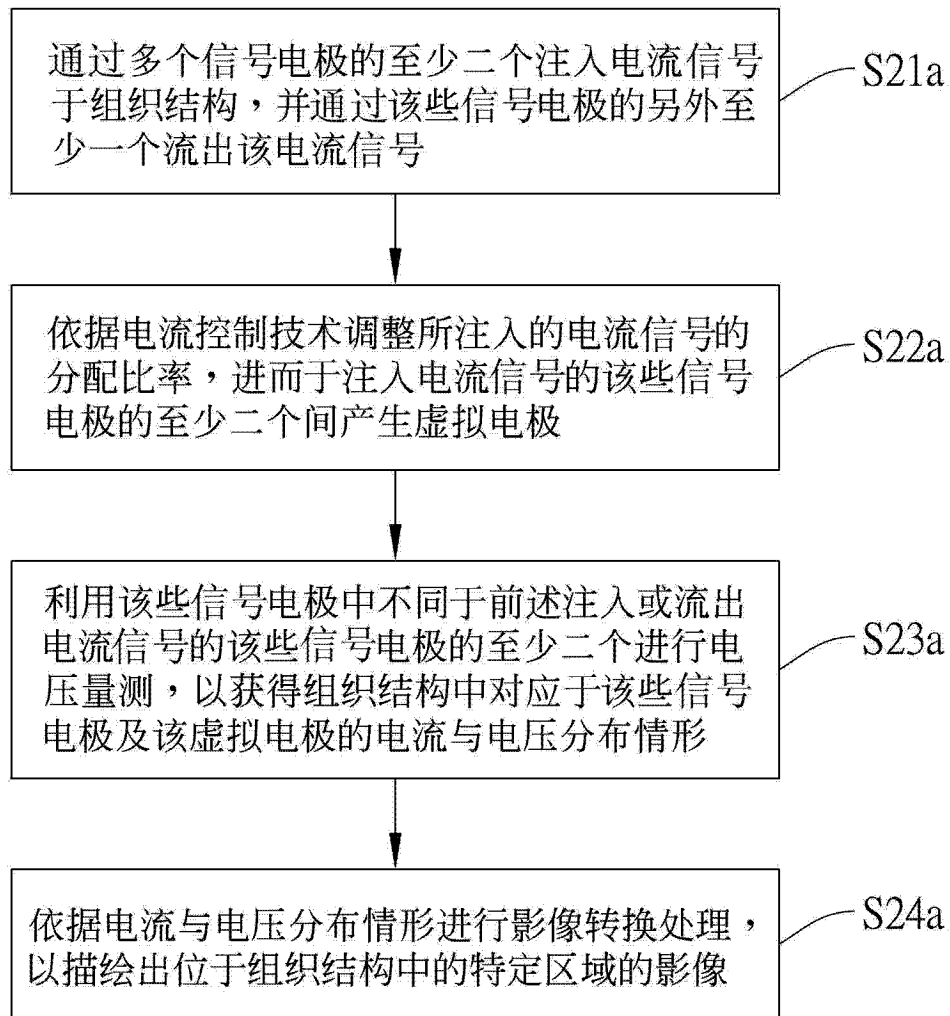 通过多个信号电极的至少二个注入电流信号
于组织结构，并通过该些信号电极的另外至
少一个流出该电流信号
S21a
依据电流控制技术调整所注入的电流信号的
分配比率，进而于注入电流信号的该些信号
电极的至少二个间产生虚拟电极
S22a
利用该些信号电极中不同于前述注入或流出
电流信号的该些信号电极的至少二个进行电
压量测，以获得组织结构中对应于该些信号
电极及该虚拟电极的电流与电压分布情形
S23a
依据电流与电压分布情形进行影像转换处理，
以描绘出位于组织结构中的特定区域的影像
S24a